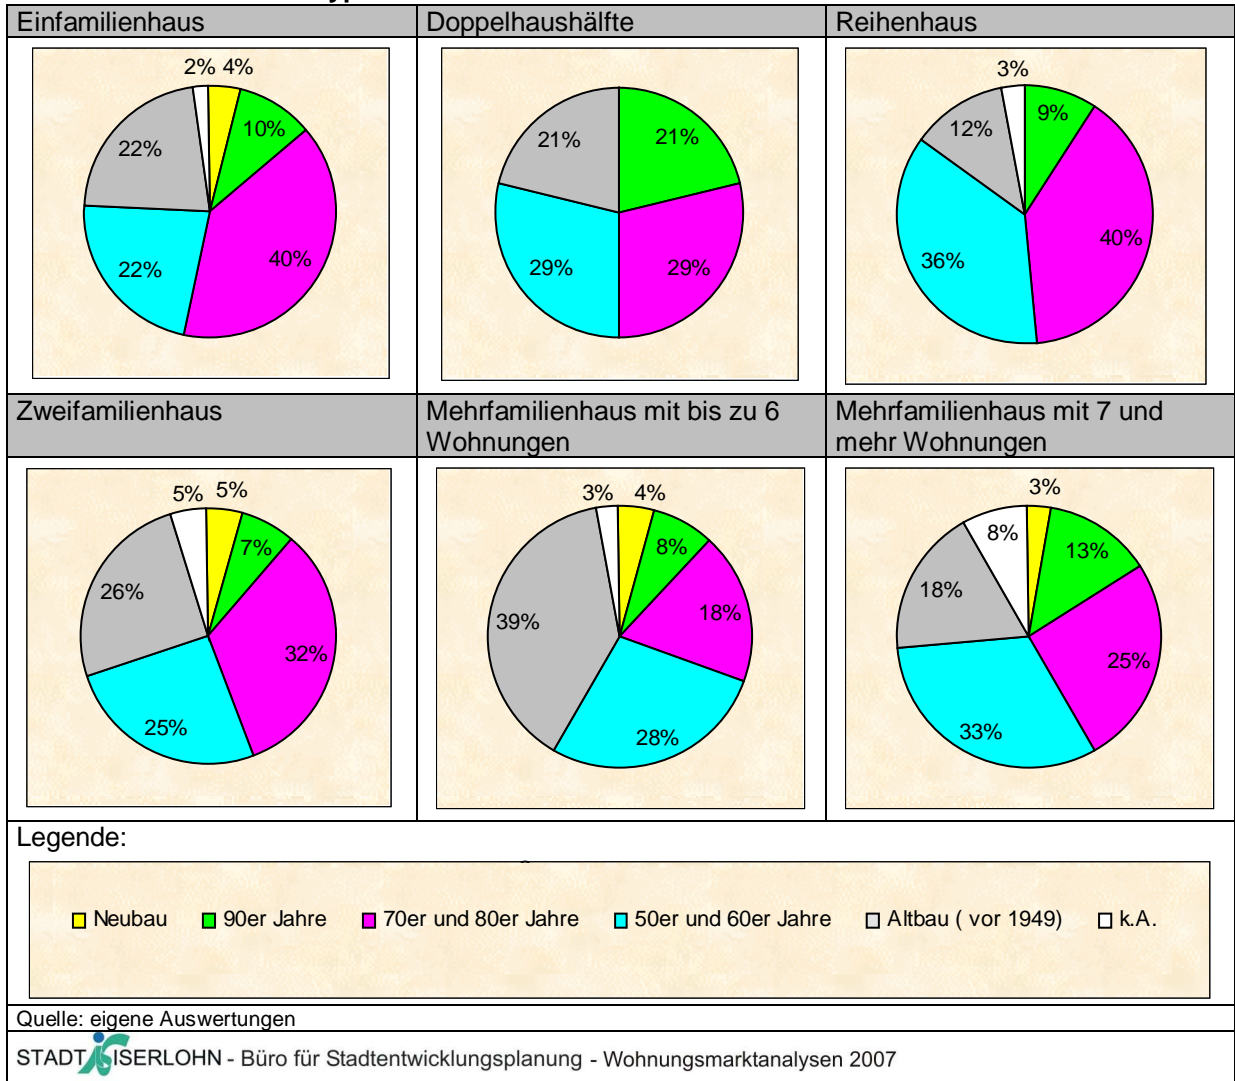 Einfamilienhaus
Doppelhaushälfte
Reihenhaus
2% 4%
10%
22%
40%
22%
21%
21%
29%
29%
3%
9%
12%
40%
36%
Zweifamilienhaus
Mehrfamilienhaus mit bis zu 6
Wohnungen
Mehrfamilienhaus mit 7 und
mehr Wohnungen
5% 5%
7%
26%
32%
25%
3% 4%
8%
18%
39%
28%
3%
8%
13%
18%
25%
33%
Legende:
Neubau 90er Jahre 70er und 80er Jahre 50er und 60er Jahre Altbau ( vor 1949) k.A.
Quelle: eigene Auswertungen
STADT ISERLOHN - Büro für Stadtentwicklungsplanung - Wohnungsmarktanalysen 2007